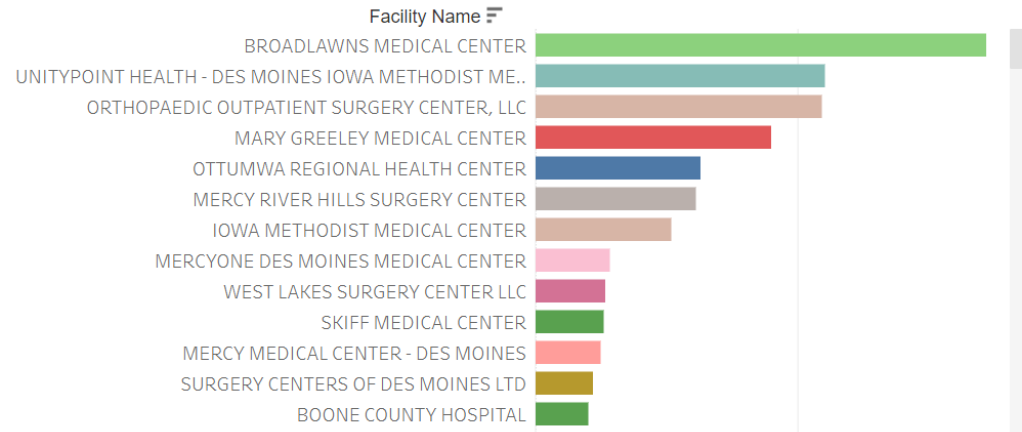 Facility Name
BROADLAWNS MEDICAL CENTER
UNITYPOINT HEALTH - DES MOINES IOWA METHODIST ME..
ORTHOPAEDIC OUTPATIENT SURGERY CENTER, LLC
MARY GREELEY MEDICAL CENTER
OTTUMWA REGIONAL HEALTH CENTER
MERCY RIVER HILLS SURGERY CENTER
IOWA METHODIST MEDICAL CENTER
MERCYONE DES MOINES MEDICAL CENTER
WEST LAKES SURGERY CENTER LLC
SKIFF MEDICAL CENTER
MERCY MEDICAL CENTER - DES MOINES
SURGERY CENTERS OF DES MOINES LTD
BOONE COUNTY HOSPITAL